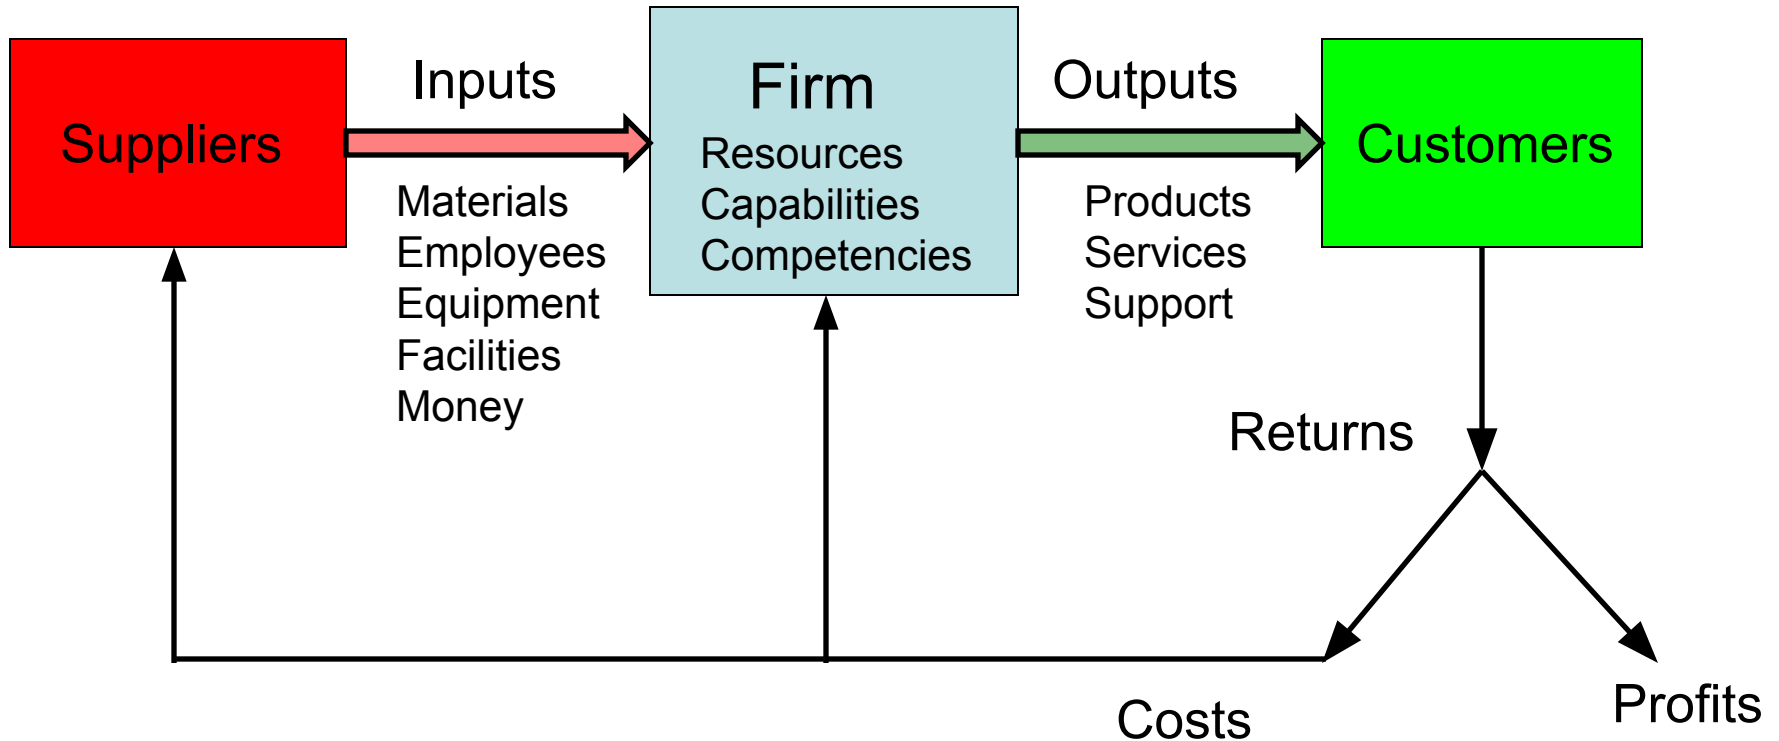 Suppliers
Inputs
Materials
Employees
Equipment
Facilities
Money
Firm
Resources
Capabilities
Competencies
Outputs
Products
Services
Support
Customers
Returns
Costs
Profits